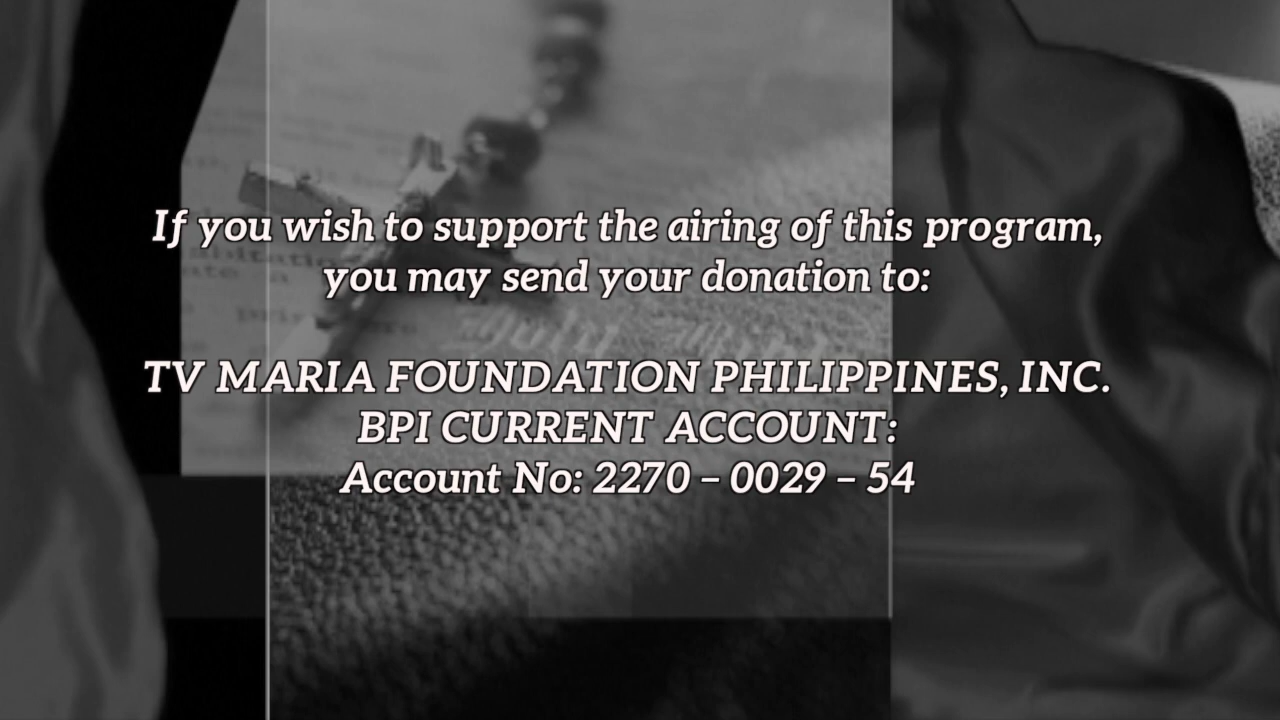 If you wish to support the airing of this program,
you may send your donation to:
TV MARIA FOUNDATION PHILIPPINES, INC.
BPI CURRENT ACCOUNT:
Account No: 2270 – 0029 – 54